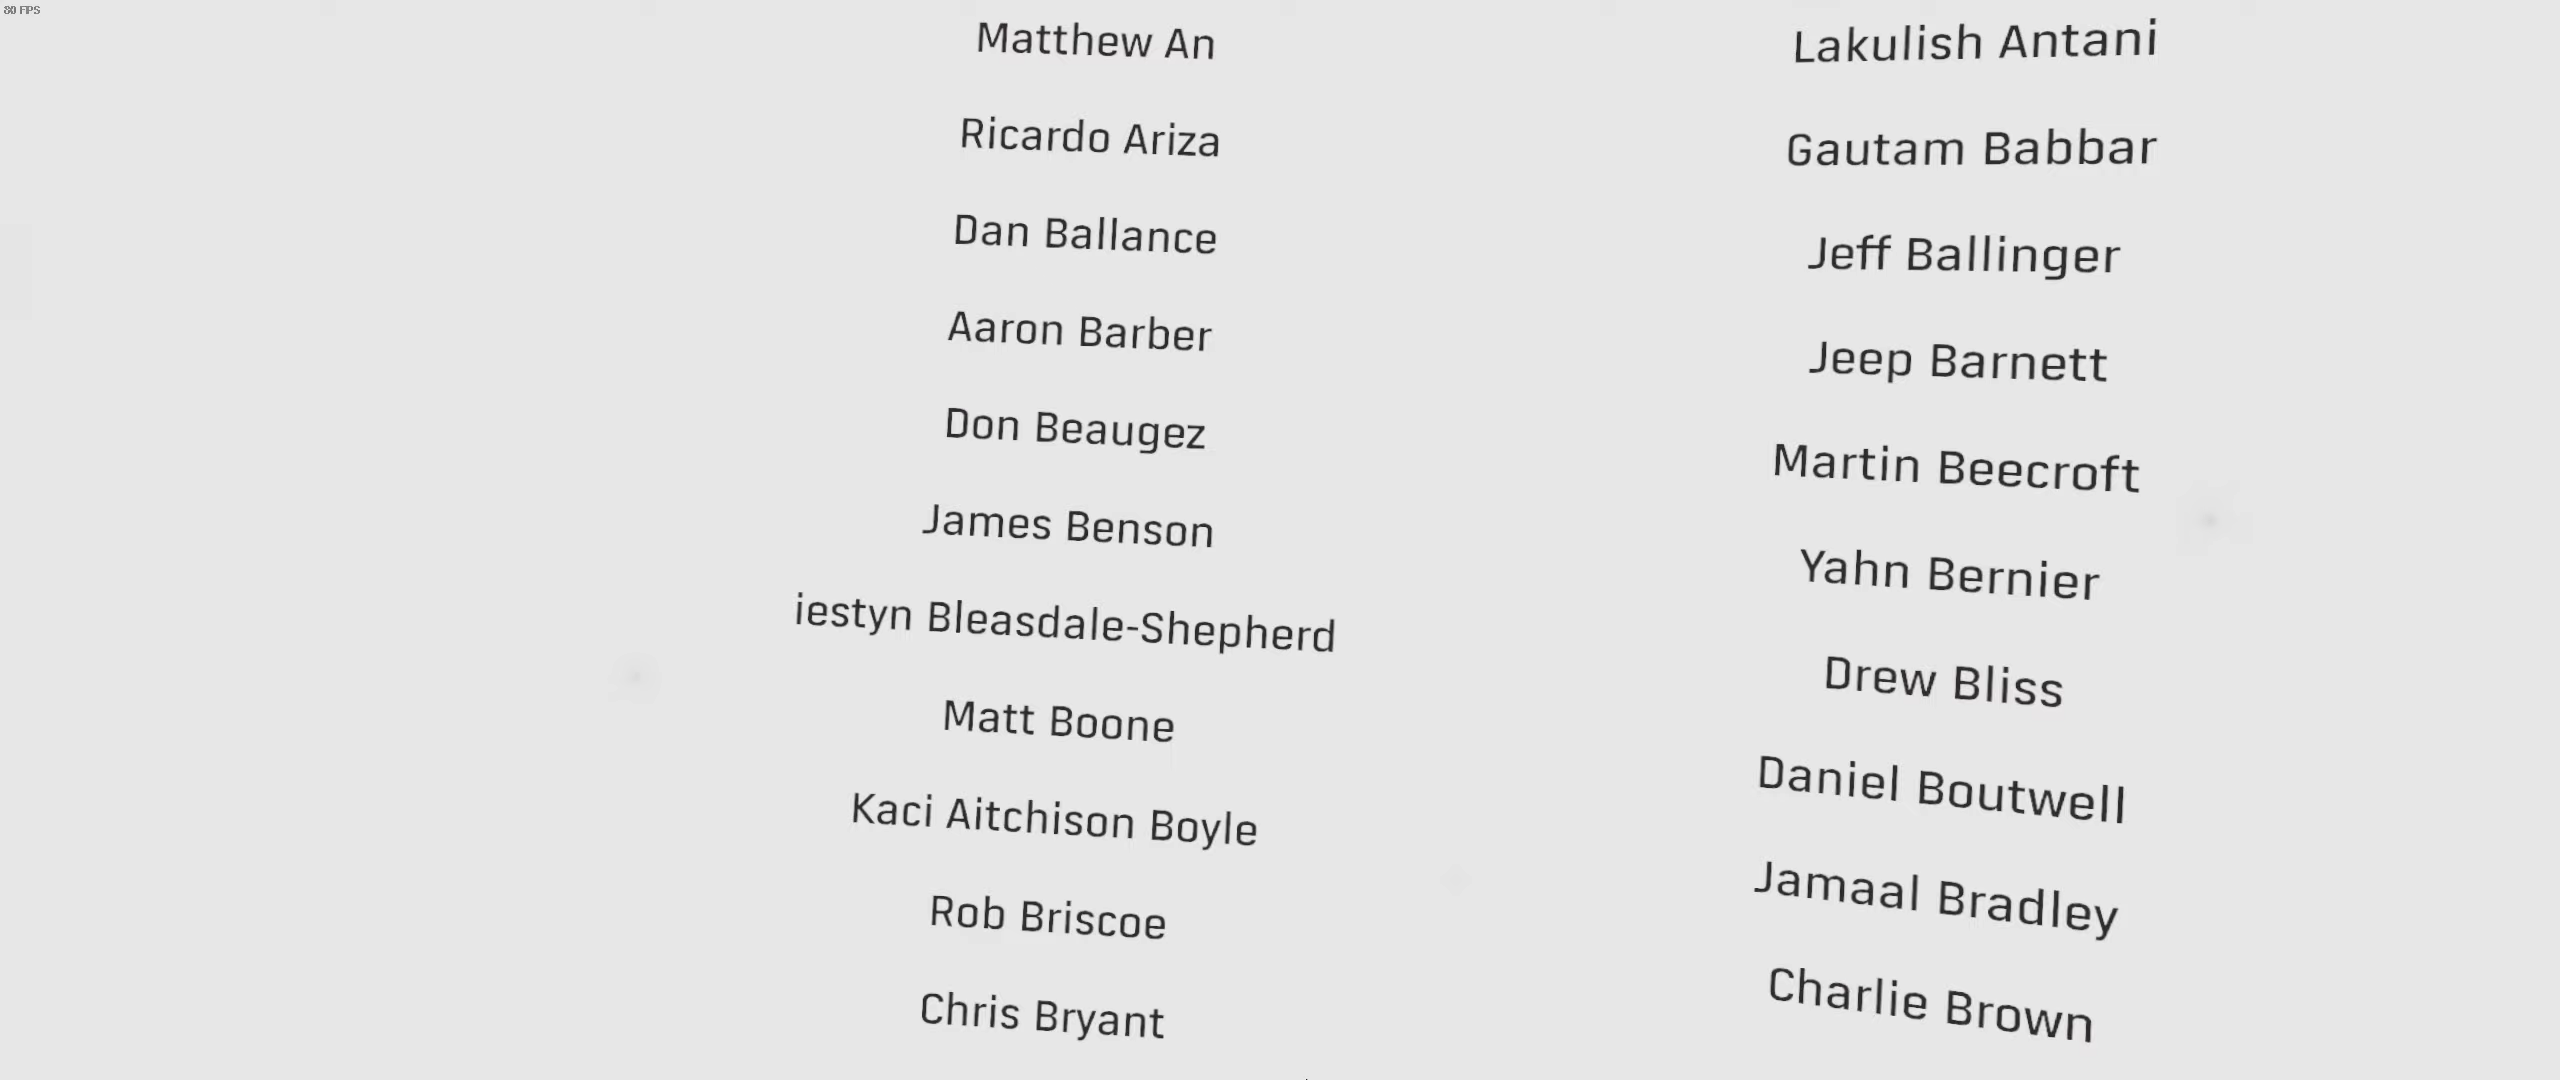 80 FPS
Matthew An
Lakulish Antani
Ricardo Ariza
Gautam Babbar
Dan Ballance
Jeff Ballinger
Aaron Barber
Jeep Barnett
Don Beaugez
Martin Beecroft
James Benson
Yahn Bernier
iestyn Bleasdale-Shepherd
Drew Bliss
Matt Boone
Daniel Boutwell
Kaci Aitchison Boyle
Jamaal Bradley
Rob Briscoe
Charlie Brown
Chris Bryant